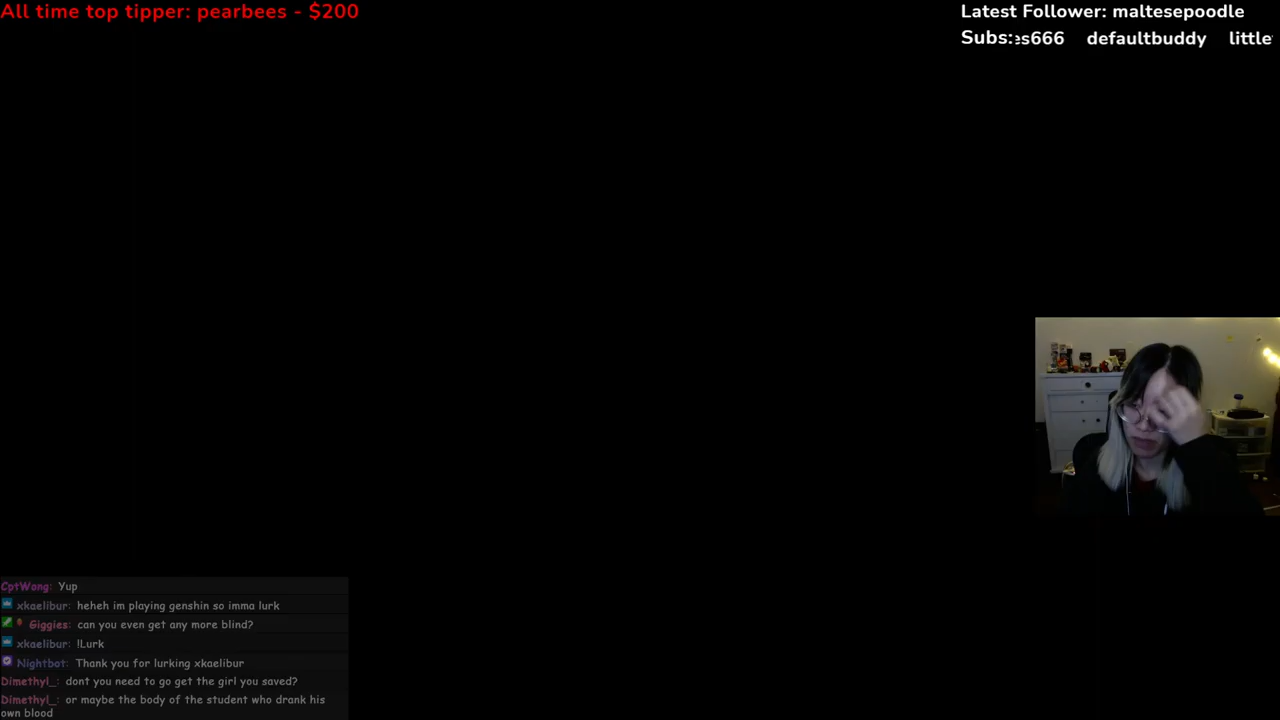 All time top tipper: pearbees - $200
Latest Follower: maltesepoodle
Subs: s666 defaultbuddy little
CptWong: Yup
xkaelibur: heheh im playing genshin so imma lurk
Giggies: can you even get any more blind?
xkaelibur: !Lurk
Nightbot: Thank you for lurking xkaelibur
Dimethyl_: dont you need to go get the girl you saved?
Dimethyl_: or maybe the body of the student who drank his
own blood